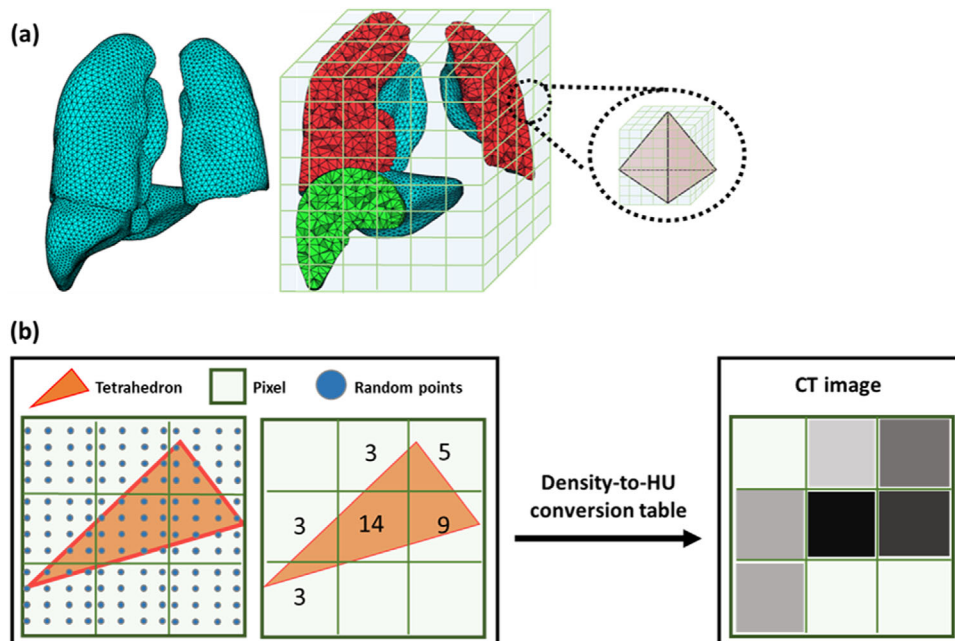 (a)
(b)
Tetrahedron
Pixel
Random points
3
5
3
14
9
3
Density-to-HU
conversion table
CT image